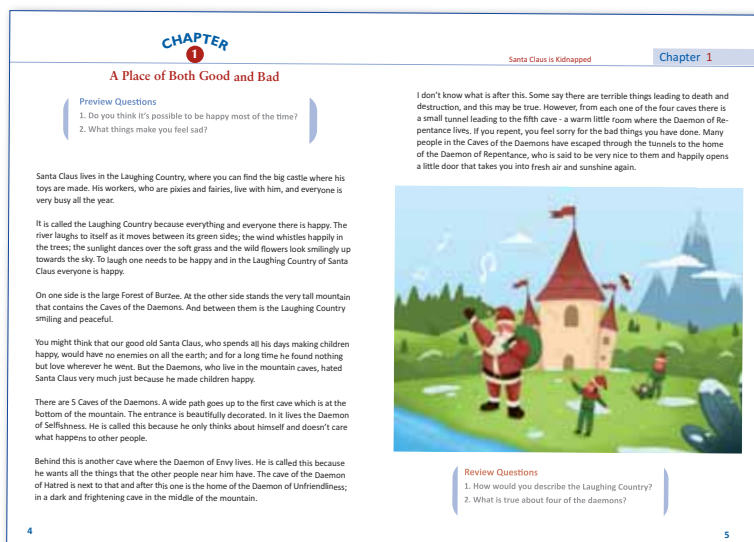 CHAPTER
1
A Place of Both Good and Bad
Preview Questions
1. Do you think it's possible to be happy most of the time?
2. What things make you feel sad?
Santa Claus lives in the Laughing Country, where you can find the big castle where his
toys are made. His workers, who are pixies and fairies, live with him, and everyone is
very busy all the year.
It is called the Laughing Country because everything and everyone there is happy. The
river laughs to itself as it moves between its green sides; the wind whistles happily in
the trees; the sunlight dances over the soft grass and the wild flowers look smilingly up
towards the sky. To laugh one needs to be happy and in the Laughing Country of Santa
Claus everyone is happy.
On one side is the large Forest of Burzee. At the other side stands the very tall mountain
that contains the Caves of the Daemons. And between them is the Laughing Country
smiling and peaceful.
You might think that our good old Santa Claus, who spends all his days making children
happy, would have no enemies on all the earth; and for a long time he found nothing
but love wherever he went. But the Daemons, who live in the mountain caves, hated
Santa Claus very much just because he made children happy.
There are 5 Caves of the Daemons. A wide path goes up to the first cave which is at the
bottom of the mountain. The entrance is beautifully decorated. In it lives the Daemon
of Selfishness. He is called this because he only thinks about himself and doesn't care
what happens to other people.
Behind this is another cave where the Daemon of Envy lives. He is called this because
he wants all the things that the other people near him have. The cave of the Daemon
of Hatred is next to that and after this one is the home of the Daemon of Unfriendliness;
in a dark and frightening cave in the middle of the mountain.
4
Santa Claus is Kidnapped
Chapter 1
I don't know what is after this. Some say there are terrible things leading to death and
destruction, and this may be true. However, from each one of the four caves there is
a small tunnel leading to the fifth cave - a warm little room where the Daemon of Re-
pentance lives. If you repent, you feel sorry for the bad things you have done. Many
people in the Caves of the Daemons have escaped through the tunnels to the home
of the Daemon of Repentance, who is said to be very nice to them and happily opens
a little door that takes you into fresh air and sunshine again.
Review Questions
1. How would you describe the Laughing Country?
2. What is true about four of the daemons?
5